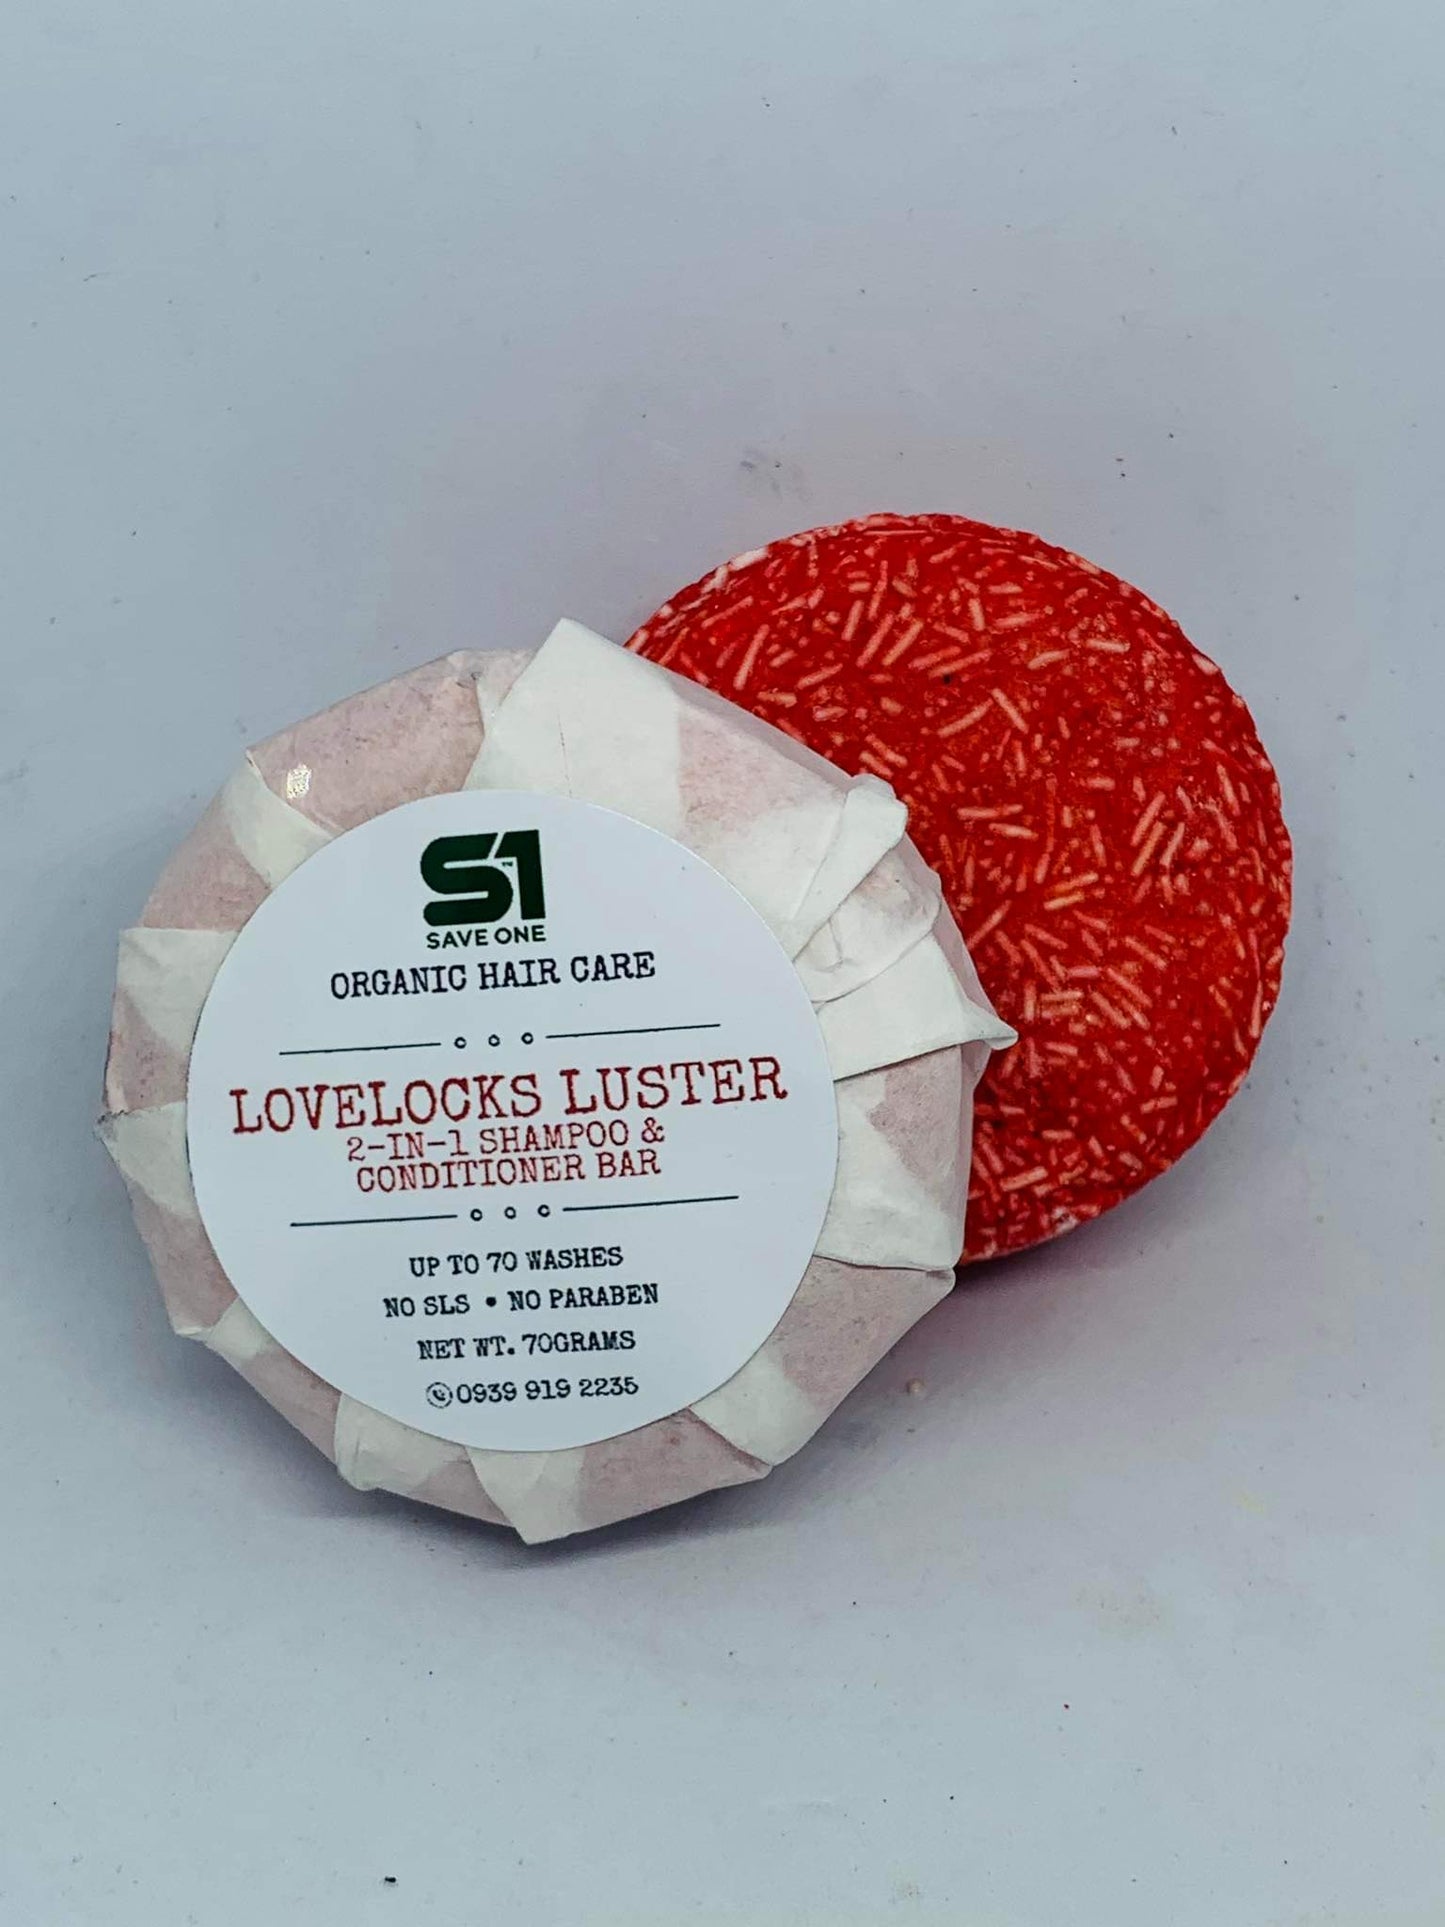 S1
TM
SAVE ONE
ORGANIC HAIR CARE
LOVELOCKS LUSTER
2-IN-1 SHAMPOO &
CONDITIONER BAR
UP TO 70 WASHES
NO SLS • NO PARABEN
NET WT. 70GRAMS
0939 919 2235